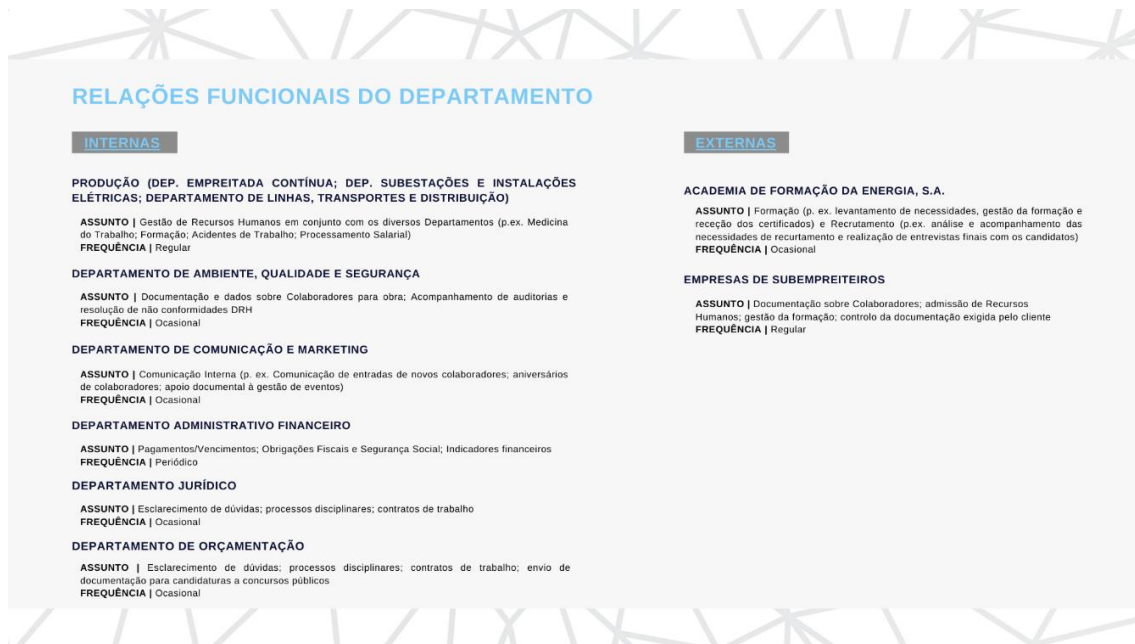 RELAÇÕES FUNCIONAIS DO DEPARTAMENTO
INTERNAS
PRODUÇÃO (DEP. EMPREITADA CONTÍNUA; DEP. SUBESTAÇÕES E INSTALAÇÕES
ELÉTRICAS; DEPARTAMENTO DE LINHAS, TRANSPORTES E DISTRIBUIÇÃO)
ASSUNTO | Gestão de Recursos Humanos em conjunto com os diversos Departamentos (p.ex. Medicina
do Trabalho; Formação; Acidentes de Trabalho; Processamento Salarial)
FREQUÊNCIA | Regular
DEPARTAMENTO DE AMBIENTE, QUALIDADE E SEGURANÇA
ASSUNTO | Documentação e dados sobre Colaboradores para obra; Acompanhamento de auditorias e
resolução de não conformidades DRH
FREQUÊNCIA | Ocasional
DEPARTAMENTO DE COMUNICAÇÃO E MARKETING
ASSUNTO | Comunicação Interna (p. ex. Comunicação de entradas de novos colaboradores; aniversários
de colaboradores; apoio documental à gestão de eventos)
FREQUÊNCIA | Ocasional
DEPARTAMENTO ADMINISTRATIVO FINANCEIRO
ASSUNTO | Pagamentos/Vencimentos; Obrigações Fiscais e Segurança Social; Indicadores financeiros
FREQUÊNCIA | Periódico
DEPARTAMENTO JURÍDICO
ASSUNTO | Esclarecimento de dúvidas; processos disciplinares; contratos de trabalho
FREQUÊNCIA | Ocasional
DEPARTAMENTO DE ORÇAMENTAÇÃO
ASSUNTO | Esclarecimento de dúvidas; processos disciplinares; contratos de trabalho; envio de
documentação para candidaturas a concursos públicos
FREQUÊNCIA | Ocasional
EXTERNAS
ACADEMIA DE FORMAÇÃO DA ENERGIA, S.A.
ASSUNTO | Formação (p. ex. levantamento de necessidades, gestão da formação e
receção dos certificados) e Recrutamento (p.ex. análise e acompanhamento das
necessidades de recurtamento e realização de entrevistas finais com os candidatos)
FREQUÊNCIA | Ocasional
EMPRESAS DE SUBEMPREITEIROS
ASSUNTO | Documentação sobre Colaboradores; admissão de Recursos
Humanos; gestão da formação; controlo da documentação exigida pelo cliente
FREQUÊNCIA | Regular